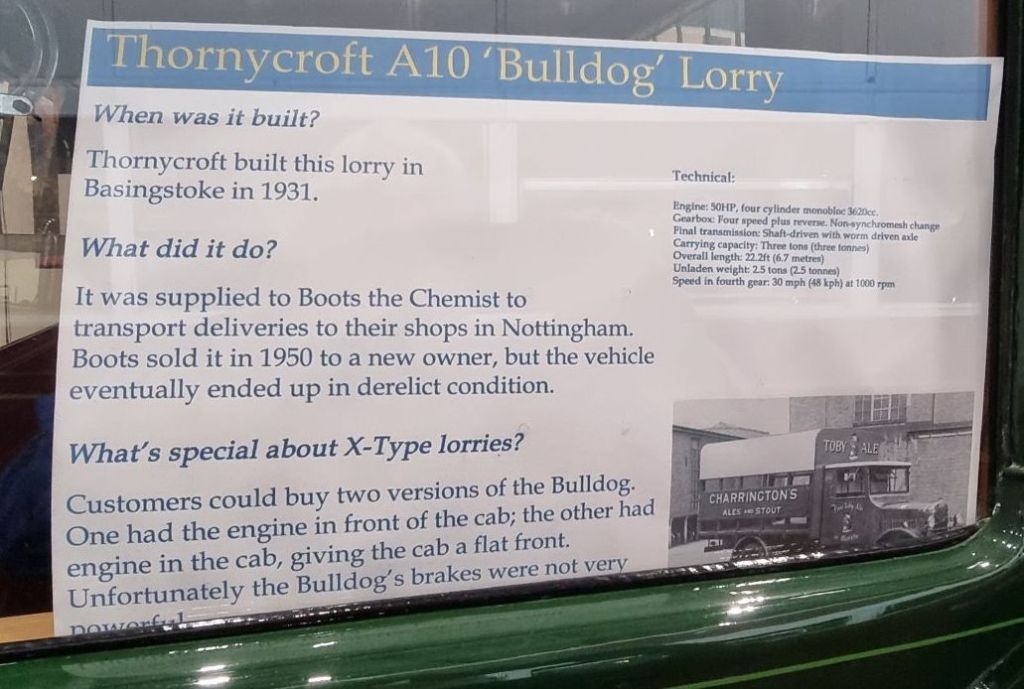 Thornycroft A10 ‘Bulldog’ Lorry
When was it built?
Thornycroft built this lorry in
Basingstoke in 1931.
What did it do?
It was supplied to Boots the Chemist to
transport deliveries to their shops in Nottingham.
Boots sold it in 1950 to a new owner, but the vehicle
eventually ended up in derelict condition.
What's special about X-Type lorries?
Customers could buy two versions of the Bulldog.
One had the engine in front of the cab; the other had
engine in the cab, giving the cab a flat front.
Unfortunately the Bulldog's brakes were not very
powerful
Technical:
Engine: 50HP, four cylinder monobloc 3620cc.
Gearbox: Four speed plus reverse. Non-synchromesh change
Final transmission: Shaft-driven with worm driven axle
Carrying capacity: Three tons (three tonnes)
Overall length: 22.2ft (6.7 metres)
Unladen weight: 2.5 tons (2.5 tonnes)
Speed in fourth gear: 30 mph (48 kph) at 1000 rpm
TOBY ALE
CHARRINGTONS
ALES AND STOUT